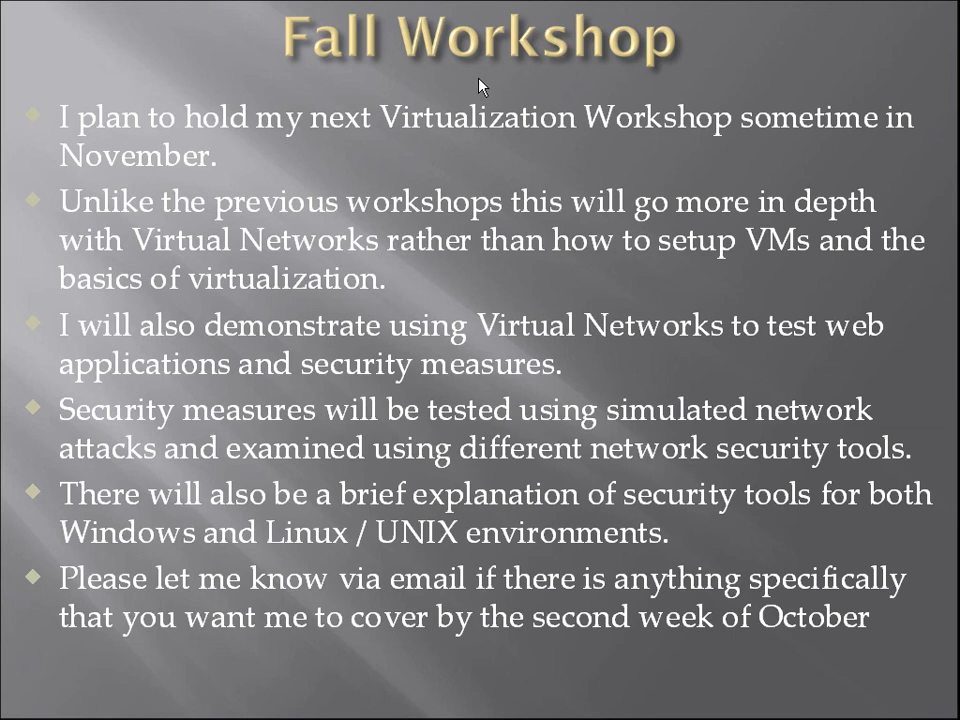 Fall Workshop
I plan to hold my next Virtualization Workshop sometime in
November.
Unlike the previous workshops this will go more in depth
with Virtual Networks rather than how to setup VMs and the
basics of virtualization.
I will also demonstrate using Virtual Networks to test web
applications and security measures.
Security measures will be tested using simulated network
attacks and examined using different network security tools.
There will also be a brief explanation of security tools for both
Windows and Linux / UNIX environments.
Please let me know via email if there is anything specifically
that you want me to cover by the second week of October